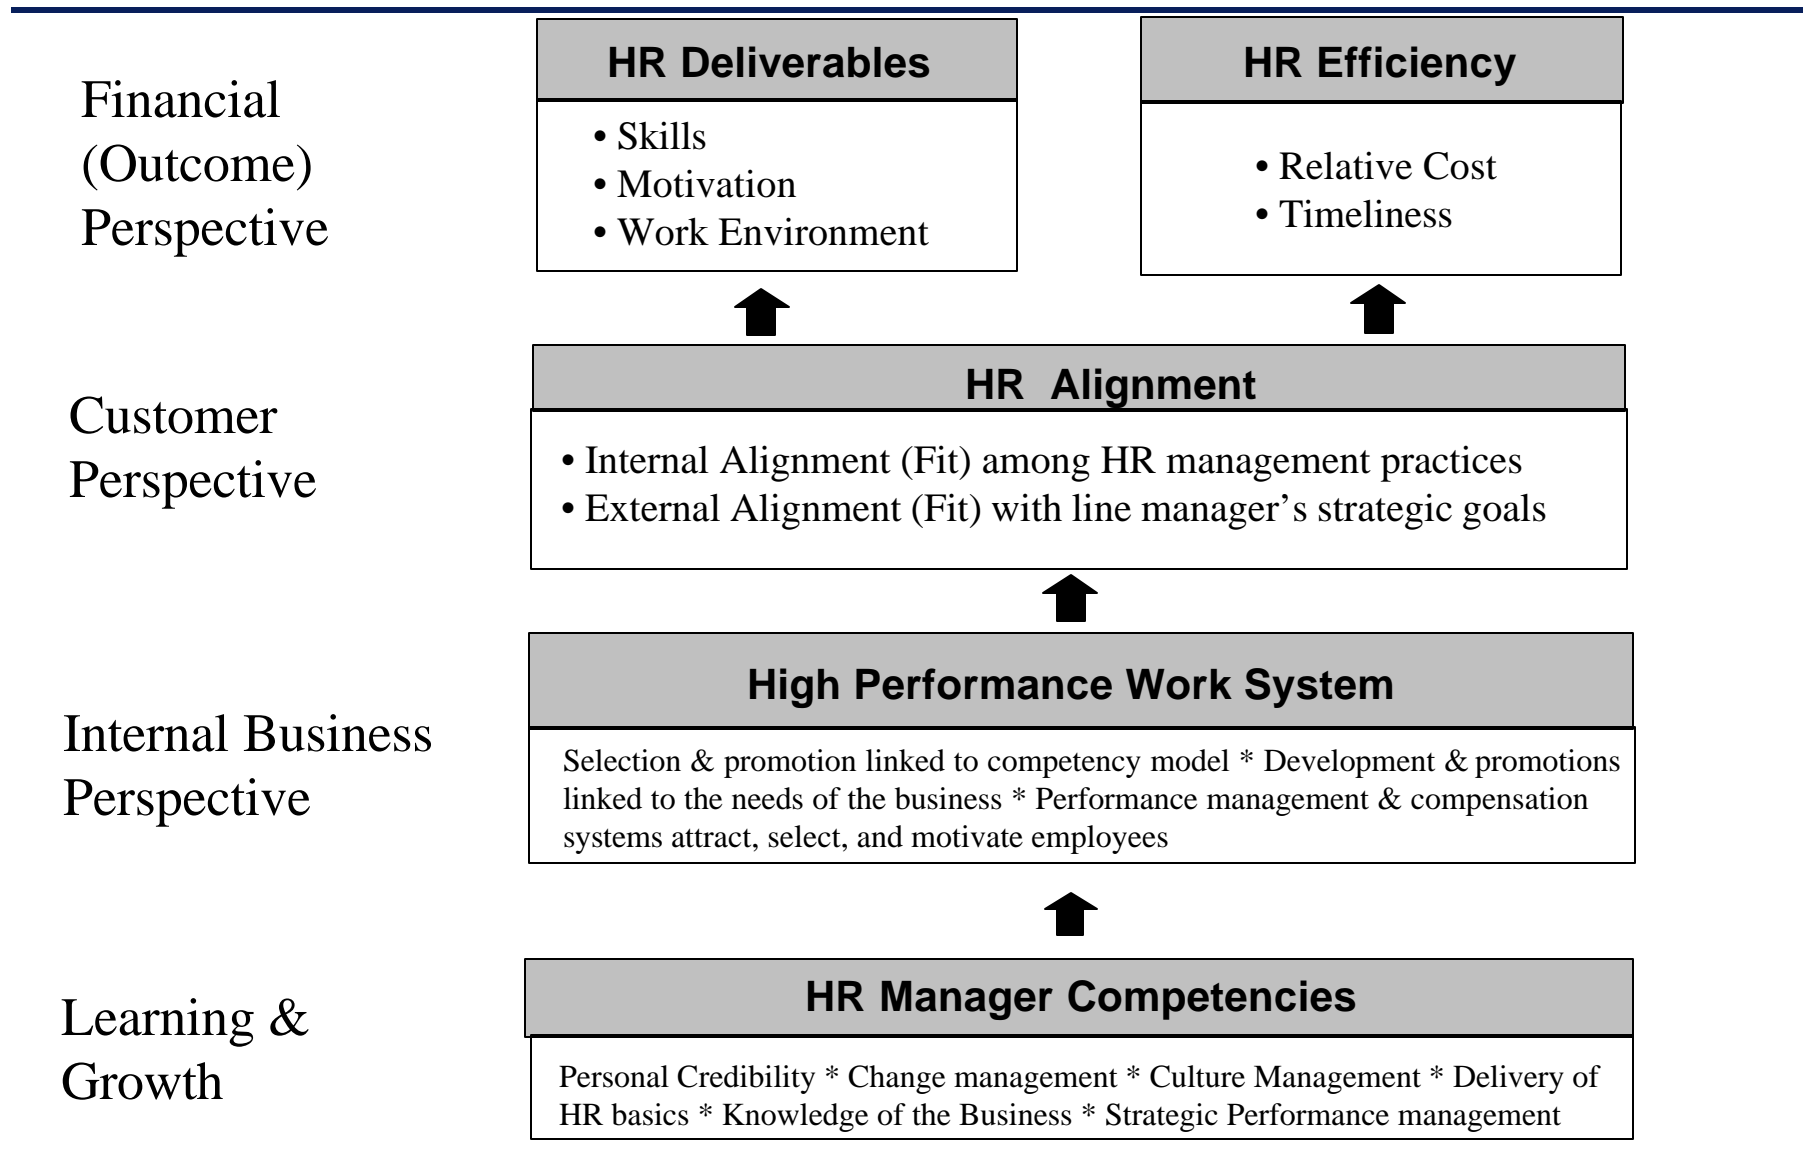 Financial
(Outcome)
Perspective
HR Deliverables
• Skills
• Motivation
• Work Environment
HR Efficiency
• Relative Cost
• Timeliness
Customer
Perspective
HR Alignment
• Internal Alignment (Fit) among HR management practices
• External Alignment (Fit) with line manager’s strategic goals
Internal Business
Perspective
High Performance Work System
Selection & promotion linked to competency model * Development & promotions
linked to the needs of the business * Performance management & compensation
systems attract, select, and motivate employees
Learning &
Growth
HR Manager Competencies
Personal Credibility * Change management * Culture Management * Delivery of
HR basics * Knowledge of the Business * Strategic Performance management